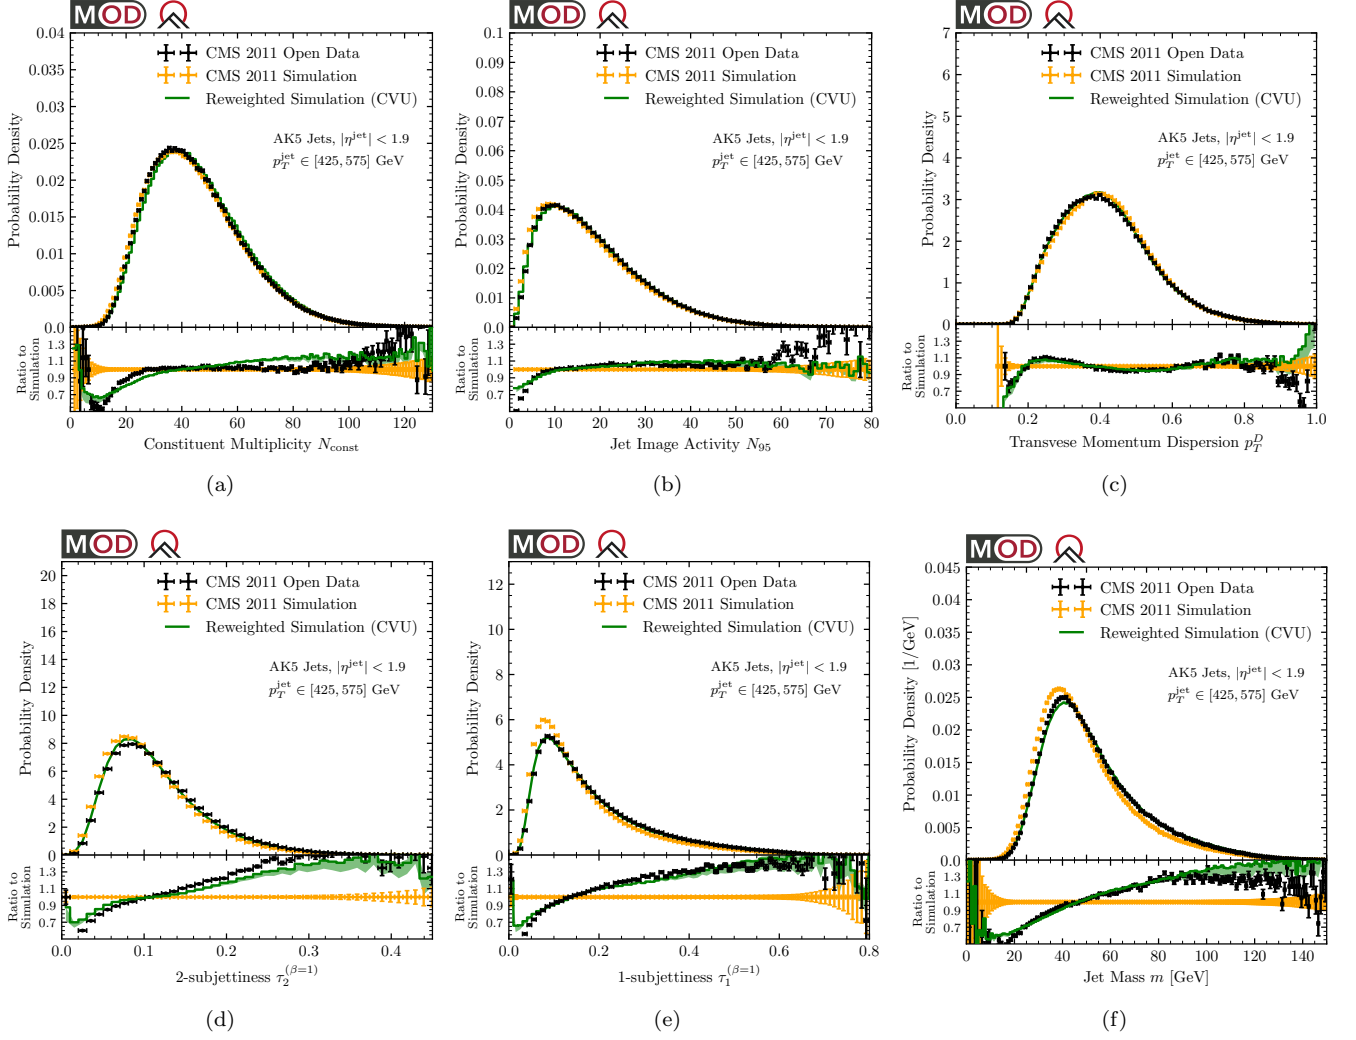 MOD
0.04
0.035
0.03
0.025
0.02
0.015
0.01
0.005
0.0
Probability Density
CMS 2011 Open Data
CMS 2011 Simulation
Reweighted Simulation (CVU)
AK5 Jets, |η^jet| < 1.9
p_T^jet ∈ [425, 575] GeV
1.3
1.1
0.9
0.7
Ratio to
Simulation
0 20 40 60 80 100 120
Constituent Multiplicity N_const
(a)
MOD
0.1
0.09
0.08
0.07
0.06
0.05
0.04
0.03
0.02
0.01
0.0
Probability Density
CMS 2011 Open Data
CMS 2011 Simulation
Reweighted Simulation (CVU)
AK5 Jets, |η^jet| < 1.9
p_T^jet ∈ [425, 575] GeV
1.3
1.1
0.9
0.7
Ratio to
Simulation
0 10 20 30 40 50 60 70 80
Jet Image Activity N_95
(b)
MOD
7
6
5
4
3
2
1
0
Probability Density
CMS 2011 Open Data
CMS 2011 Simulation
Reweighted Simulation (CVU)
AK5 Jets, |η^jet| < 1.9
p_T^jet ∈ [425, 575] GeV
1.3
1.1
0.9
0.7
Ratio to
Simulation
0.0 0.2 0.4 0.6 0.8 1.0
Transvese Momentum Dispersion p_T^D
(c)
MOD
20
18
16
14
12
10
8
6
4
2
0
Probability Density
CMS 2011 Open Data
CMS 2011 Simulation
Reweighted Simulation (CVU)
AK5 Jets, |η^jet| < 1.9
p_T^jet ∈ [425, 575] GeV
1.3
1.1
0.9
0.7
Ratio to
Simulation
0.0 0.1 0.2 0.3 0.4
2-subjettiness τ_2^(β=1)
(d)
MOD
12
10
8
6
4
2
0
Probability Density
CMS 2011 Open Data
CMS 2011 Simulation
Reweighted Simulation (CVU)
AK5 Jets, |η^jet| < 1.9
p_T^jet ∈ [425, 575] GeV
1.3
1.1
0.9
0.7
Ratio to
Simulation
0.0 0.2 0.4 0.6 0.8
1-subjettiness τ_1^(β=1)
(e)
MOD
0.045
0.04
0.035
0.03
0.025
0.02
0.015
0.01
0.005
0.0
Probability Density [1/GeV]
CMS 2011 Open Data
CMS 2011 Simulation
Reweighted Simulation (CVU)
AK5 Jets, |η^jet| < 1.9
p_T^jet ∈ [425, 575] GeV
1.3
1.1
0.9
0.7
Ratio to
Simulation
0 20 40 60 80 100 120 140
Jet Mass m [GeV]
(f)